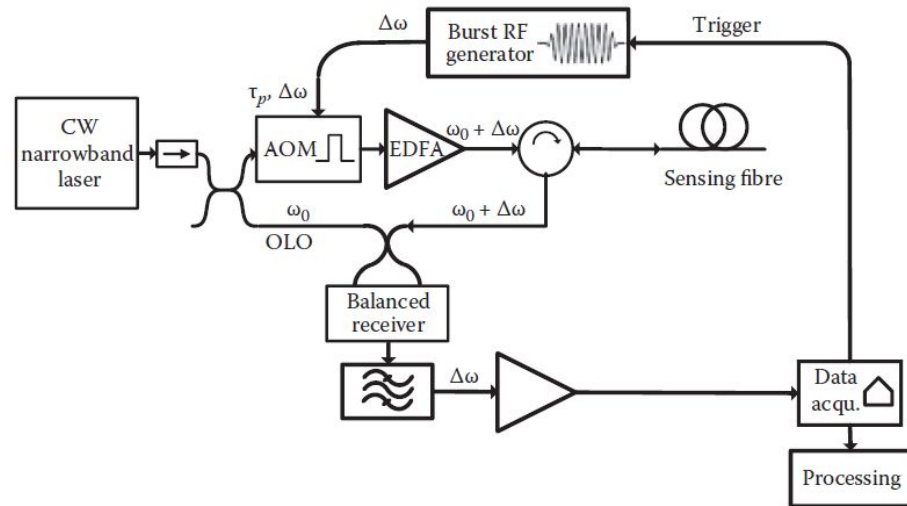 Δω
Burst RF
generator
Trigger
τp, Δω
CW
narrowband
laser
AOM
EDFA
ω0 + Δω
Sensing fibre
ω0
OLO
ω0 + Δω
Balanced
receiver
Δω
Data
acqu.
Processing